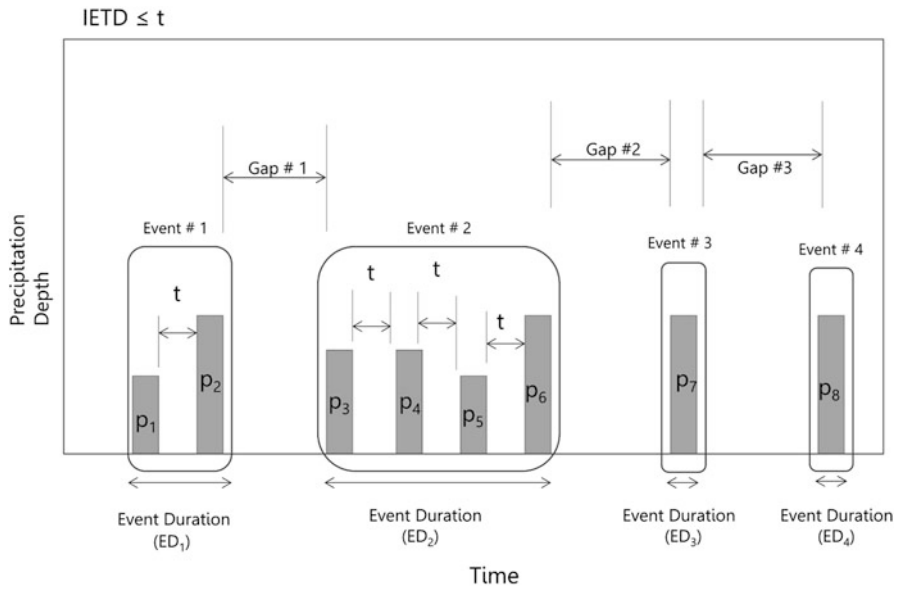 IETD ≤ t
Gap # 1
Gap #2
Gap #3
Event # 1
Event # 2
Event # 3
Event # 4
Precipitation
Depth
t
t
t
t
p₁
p₂
p₃
p₄
p₅
p₆
p₇
p₈
Event Duration
(ED₁)
Event Duration
(ED₂)
Event Duration
(ED₃)
Event Duration
(ED₄)
Time